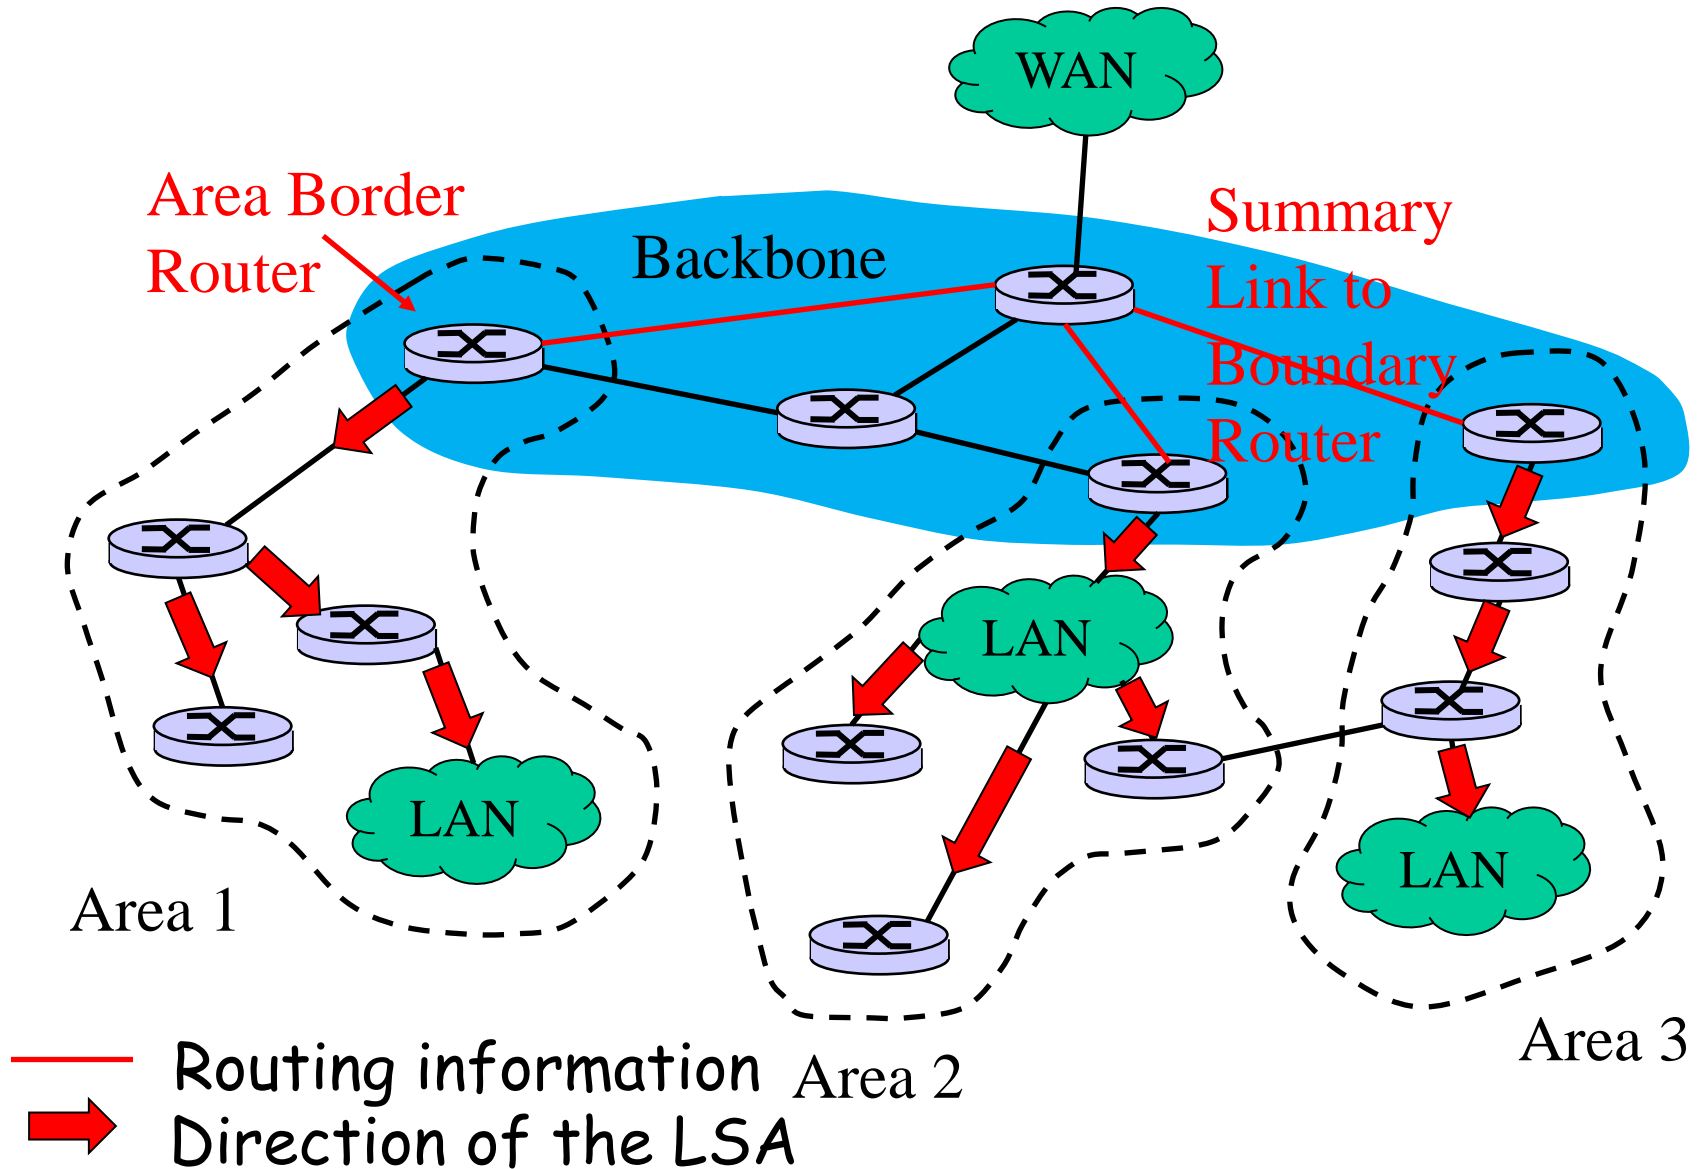 WAN
Area Border
Router
Backbone
Summary
Link to
Boundary
Router
LAN
LAN
LAN
Area 1
Area 2
Area 3
Routing information
Direction of the LSA